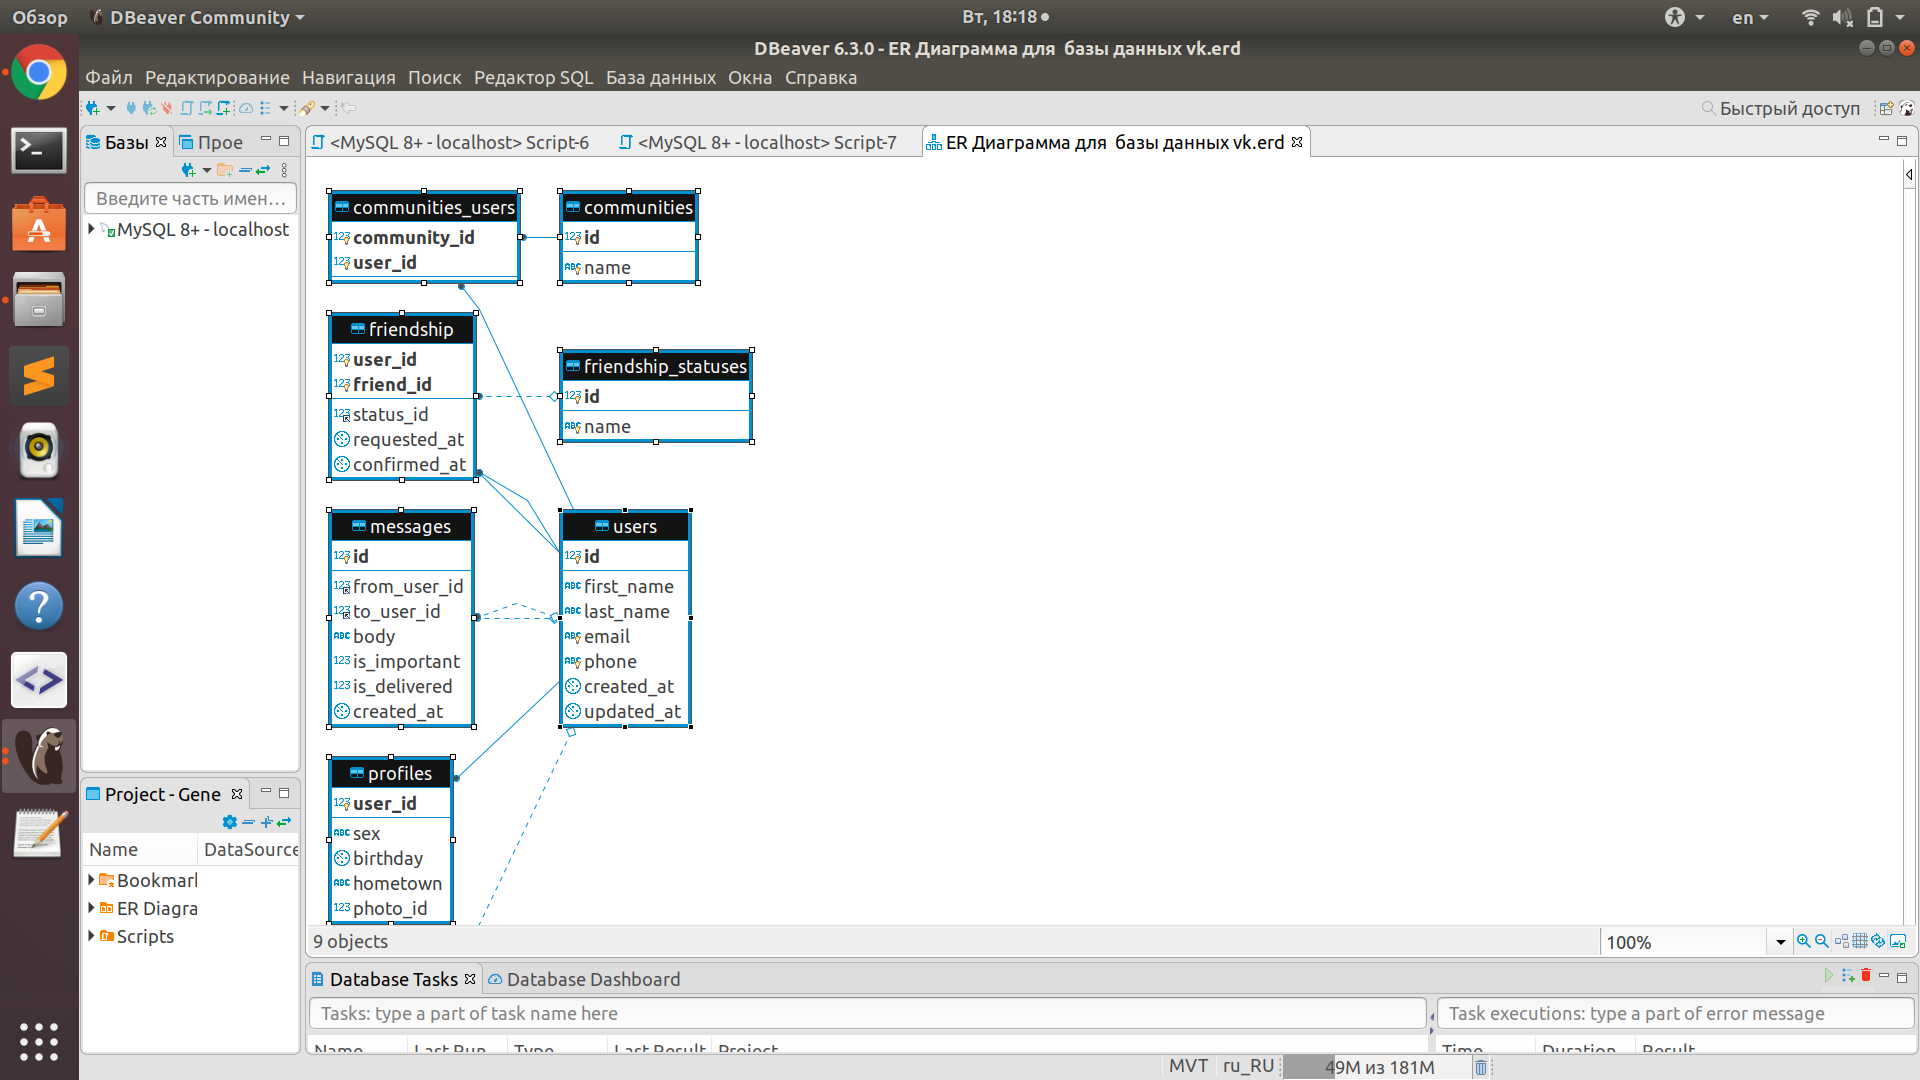 Обзор
DBeaver Community
Вт, 18:18
en
DBeaver 6.3.0 - ER Диаграмма для базы данных vk.erd
Файл Редактирование Навигация Поиск Редактор SQL База данных Окна Справка
Быстрый доступ
Базы
Прое
<MySQL 8+ - localhost> Script-6
<MySQL 8+ - localhost> Script-7
ER Диаграмма для базы данных vk.erd
Введите часть имен...
MySQL 8+ - localhost
communities_users
community_id
user_id
communities
id
name
friendship
user_id
friend_id
status_id
requested_at
confirmed_at
friendship_statuses
id
name
messages
id
from_user_id
to_user_id
body
is_important
is_delivered
created_at
users
id
first_name
last_name
email
phone
created_at
updated_at
profiles
user_id
sex
birthday
hometown
photo_id
Project - Gene
Name
DataSource
Bookmarl
ER Diagra
Scripts
9 objects
100%
Database Tasks
Database Dashboard
Tasks: type a part of task name here
Task executions: type a part of error message
Name Last Run Type Last Result Project
Time Duration Result
MVT
ru_RU
49M из 181M